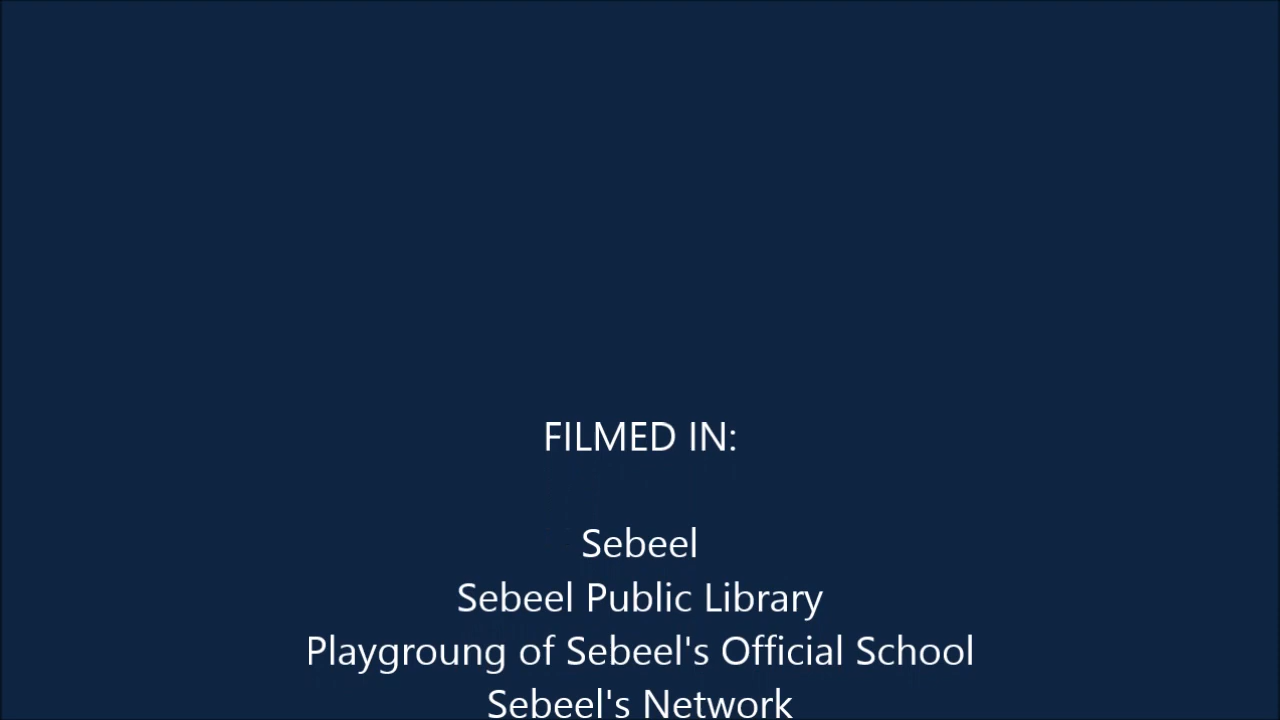 FILMED IN:
Sebeel
Sebeel Public Library
Playgroung of Sebeel's Official School
Sebeel's Network